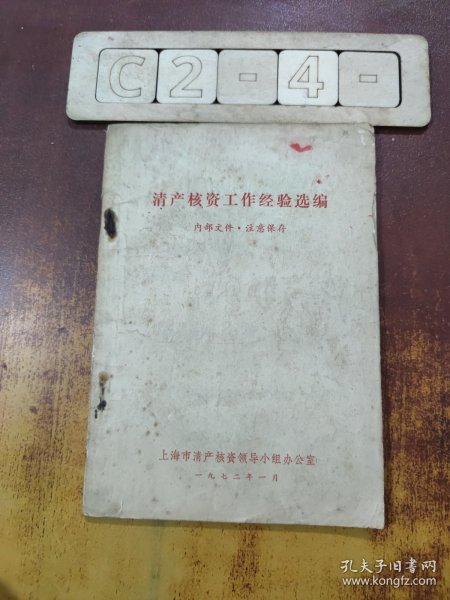 C2-4-
清产核资工作经验选编
内部文件·注意保存
上海市清产核资领导小组办公室
一九七二年一月
孔夫子旧书网
www.kongfz.com